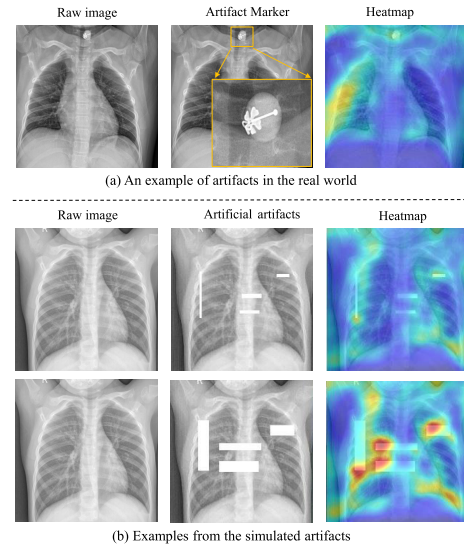 Raw image Artifact Marker Heatmap
(a) An example of artifacts in the real world
Raw image Artificial artifacts Heatmap
(b) Examples from the simulated artifacts